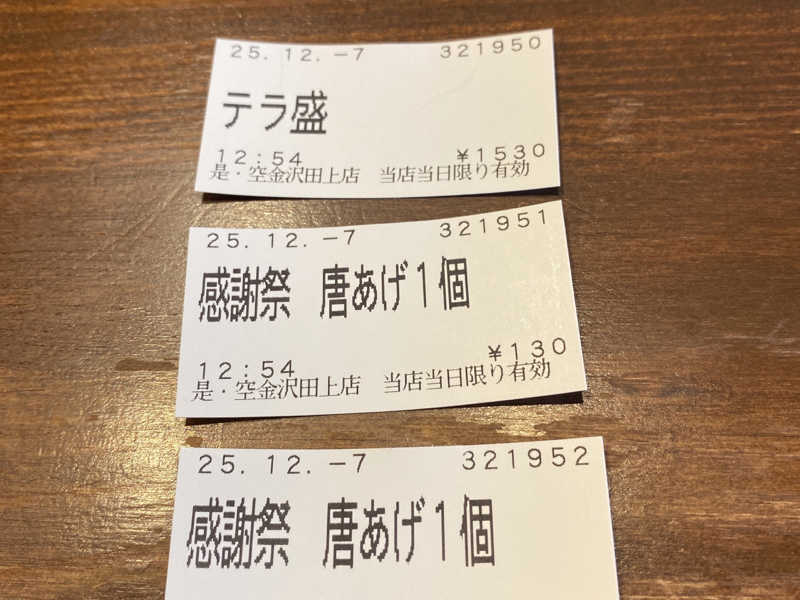 25.12.-7 321950
テラ盛
12:54 ¥1530
是・空金沢田上店 当店当日限り有効
25.12.-7 321951
感謝祭 唐あげ1個
12:54 ¥130
是・空金沢田上店 当店当日限り有効
25.12.-7 321952
感謝祭 唐あげ1個